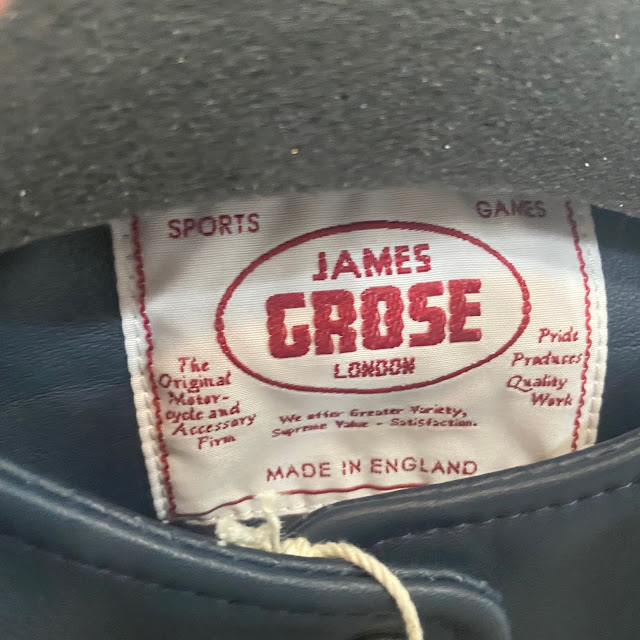 SPORTS
GAMES
JAMES
GROSE
LONDON
The
Original
Motor-
cycle and
Accessory
Firm
Pride
Produces
Quality
Work
We offer Greater Variety,
Supreme Value - Satisfaction.
MADE IN ENGLAND